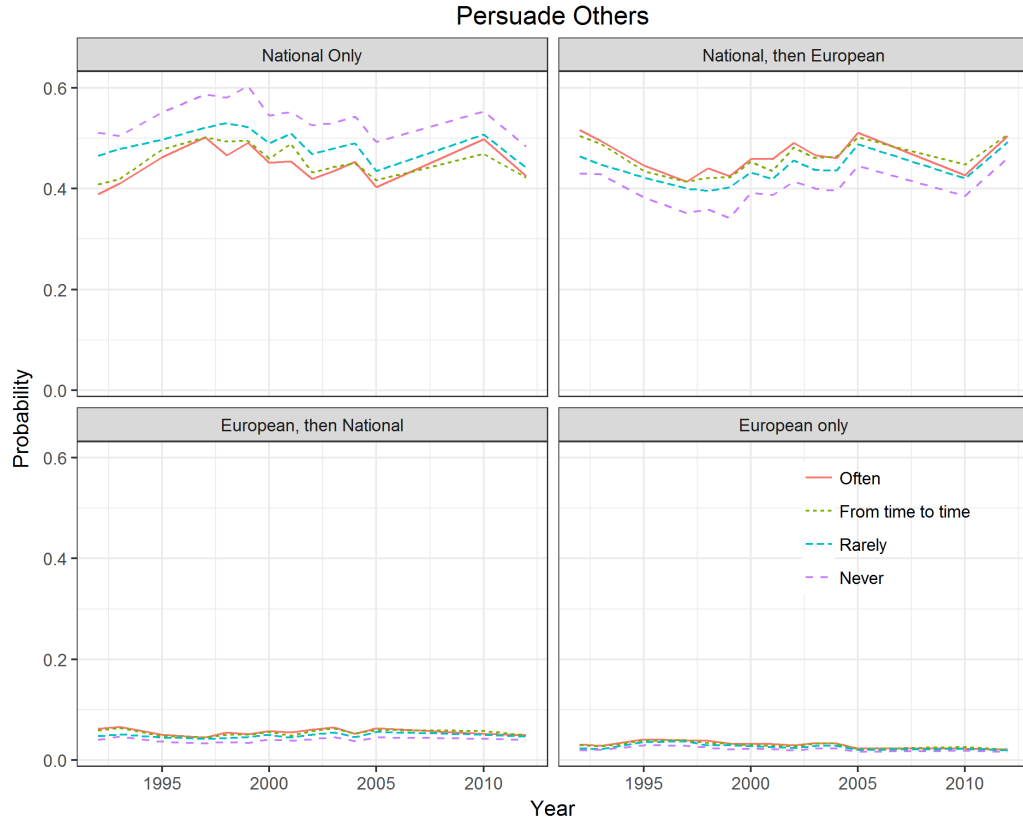 Persuade Others
National Only
National, then European
0.6
0.4
0.2
0.0
Probability
European, then National
European only
0.6
0.4
0.2
0.0
Often
From time to time
Rarely
Never
1995 2000 2005 2010
1995 2000 2005 2010
Year